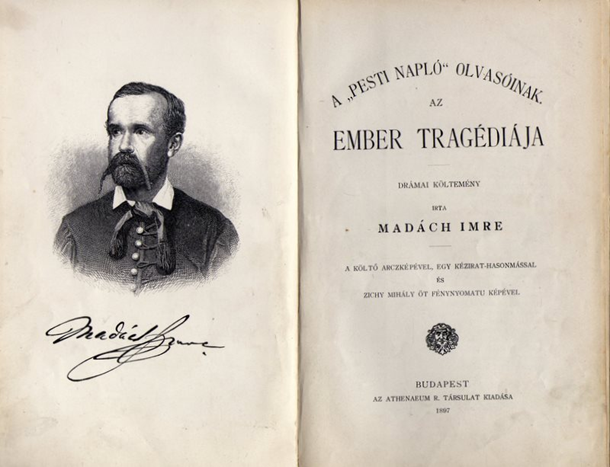 Madách Imre
A „PESTI NAPLÓ“ OLVASÓINAK.
AZ
EMBER TRAGÉDIÁJA
DRÁMAI KÖLTEMÉNY
IRTA
MADÁCH IMRE
A KÖLTŐ ARCZKÉPÉVEL, EGY KÉZIRAT-HASONMÁSSAL
ÉS
ZICHY MIHÁLY ÖT FÉNYNYOMATU KÉPÉVEL
BUDAPEST
AZ ATHENAEUM R. TÁRSULAT KIADÁSA
1897